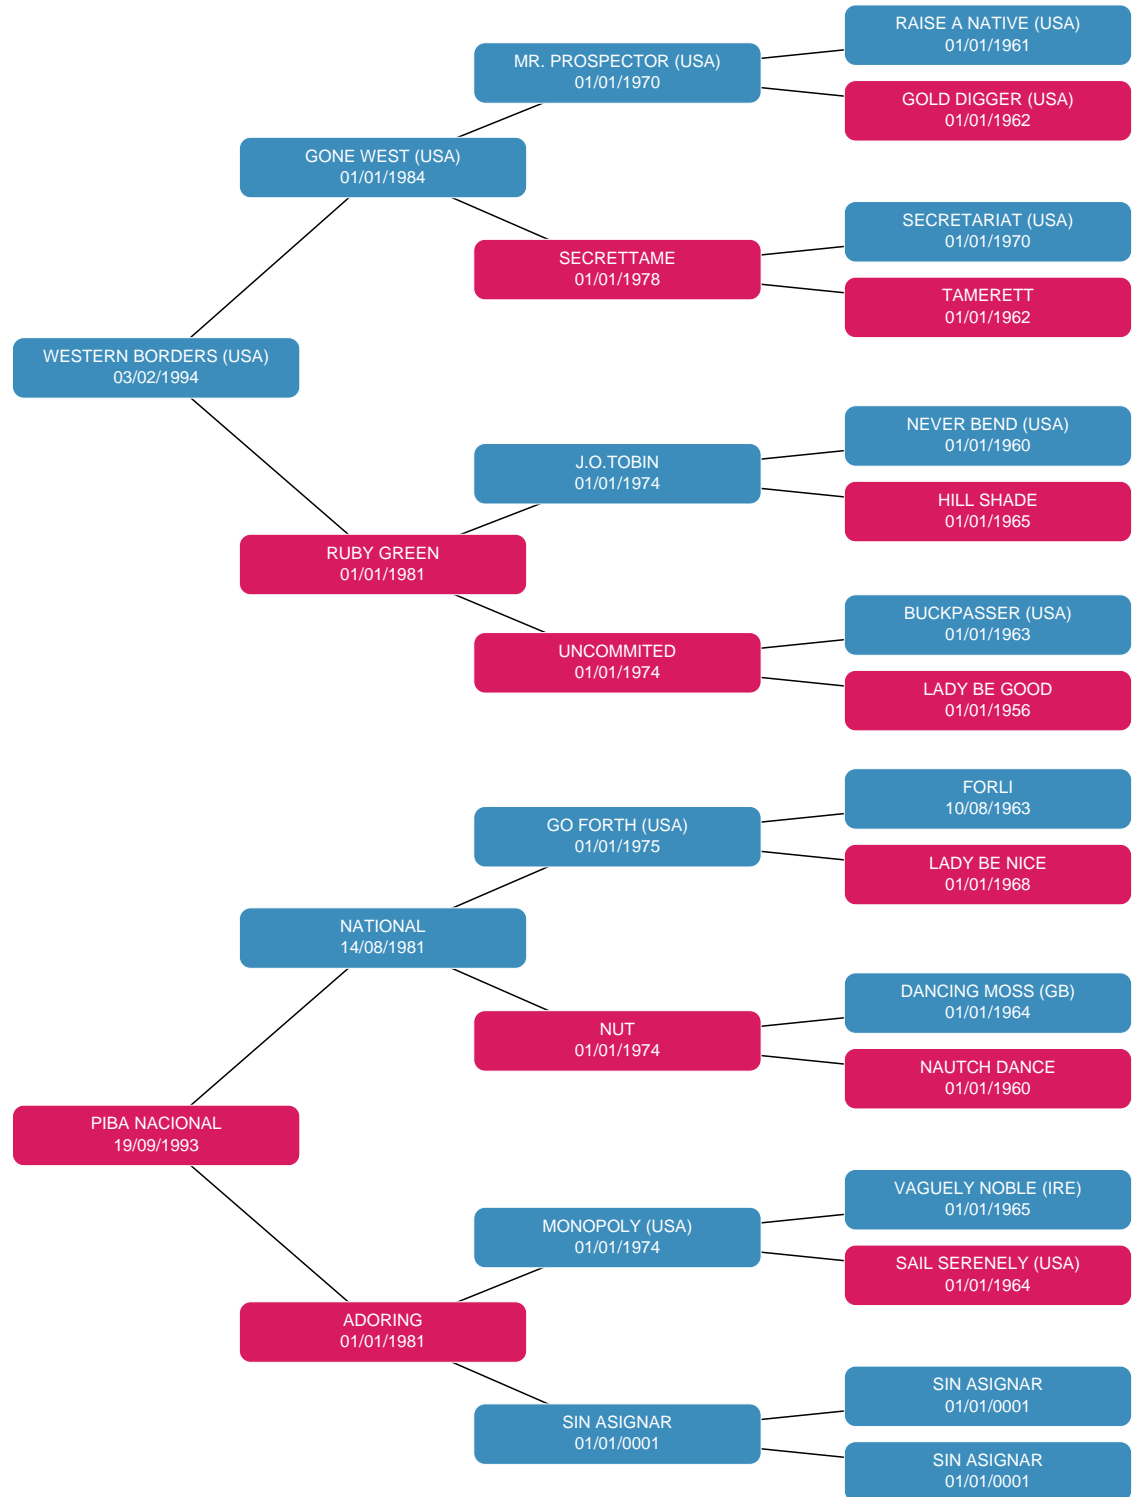 RAISE A NATIVE (USA)
01/01/1961
MR. PROSPECTOR (USA)
01/01/1970
GOLD DIGGER (USA)
01/01/1962
GONE WEST (USA)
01/01/1984
SECRETARIAT (USA)
01/01/1970
SECRETTAME
01/01/1978
TAMERETT
01/01/1962
WESTERN BORDERS (USA)
03/02/1994
NEVER BEND (USA)
01/01/1960
J.O.TOBIN
01/01/1974
HILL SHADE
01/01/1965
RUBY GREEN
01/01/1981
BUCKPASSER (USA)
01/01/1963
UNCOMMITED
01/01/1974
LADY BE GOOD
01/01/1956
FORLI
10/08/1963
GO FORTH (USA)
01/01/1975
LADY BE NICE
01/01/1968
NATIONAL
14/08/1981
DANCING MOSS (GB)
01/01/1964
NUT
01/01/1974
NAUTCH DANCE
01/01/1960
PIBA NACIONAL
19/09/1993
VAGUELY NOBLE (IRE)
01/01/1965
MONOPOLY (USA)
01/01/1974
SAIL SERENELY (USA)
01/01/1964
ADORING
01/01/1981
SIN ASIGNAR
01/01/0001
SIN ASIGNAR
01/01/0001
SIN ASIGNAR
01/01/0001